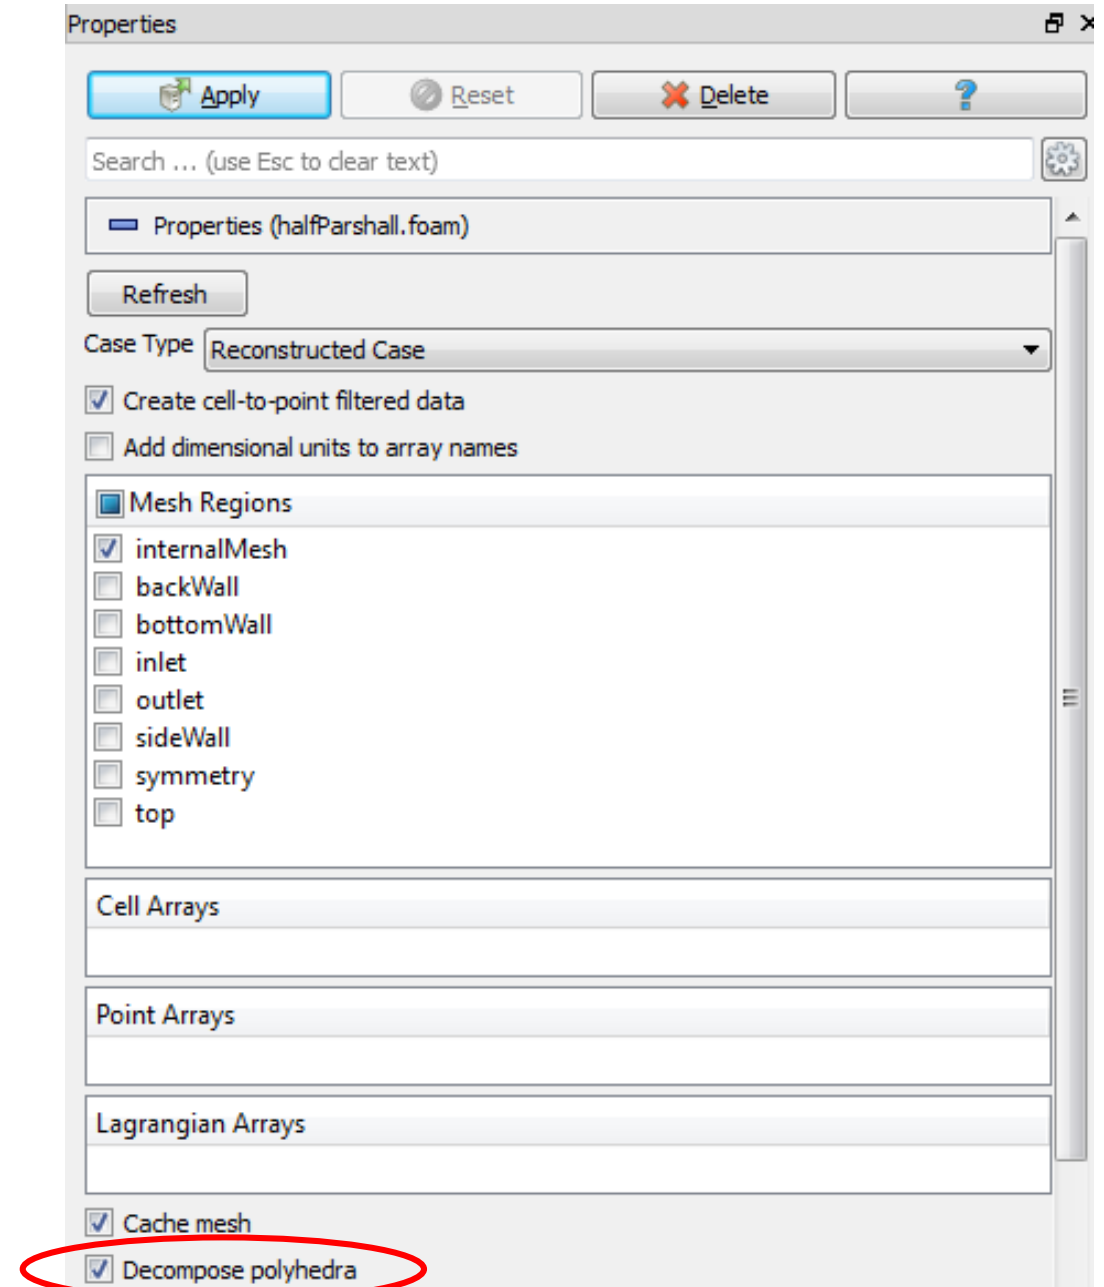 Properties
Apply Reset Delete ?
Search ... (use Esc to clear text)
Properties (halfParshall.foam)
Refresh
Case Type Reconstructed Case
Create cell-to-point filtered data
Add dimensional units to array names
Mesh Regions
internalMesh
backWall
bottomWall
inlet
outlet
sideWall
symmetry
top
Cell Arrays
Point Arrays
Lagrangian Arrays
Cache mesh
Decompose polyhedra